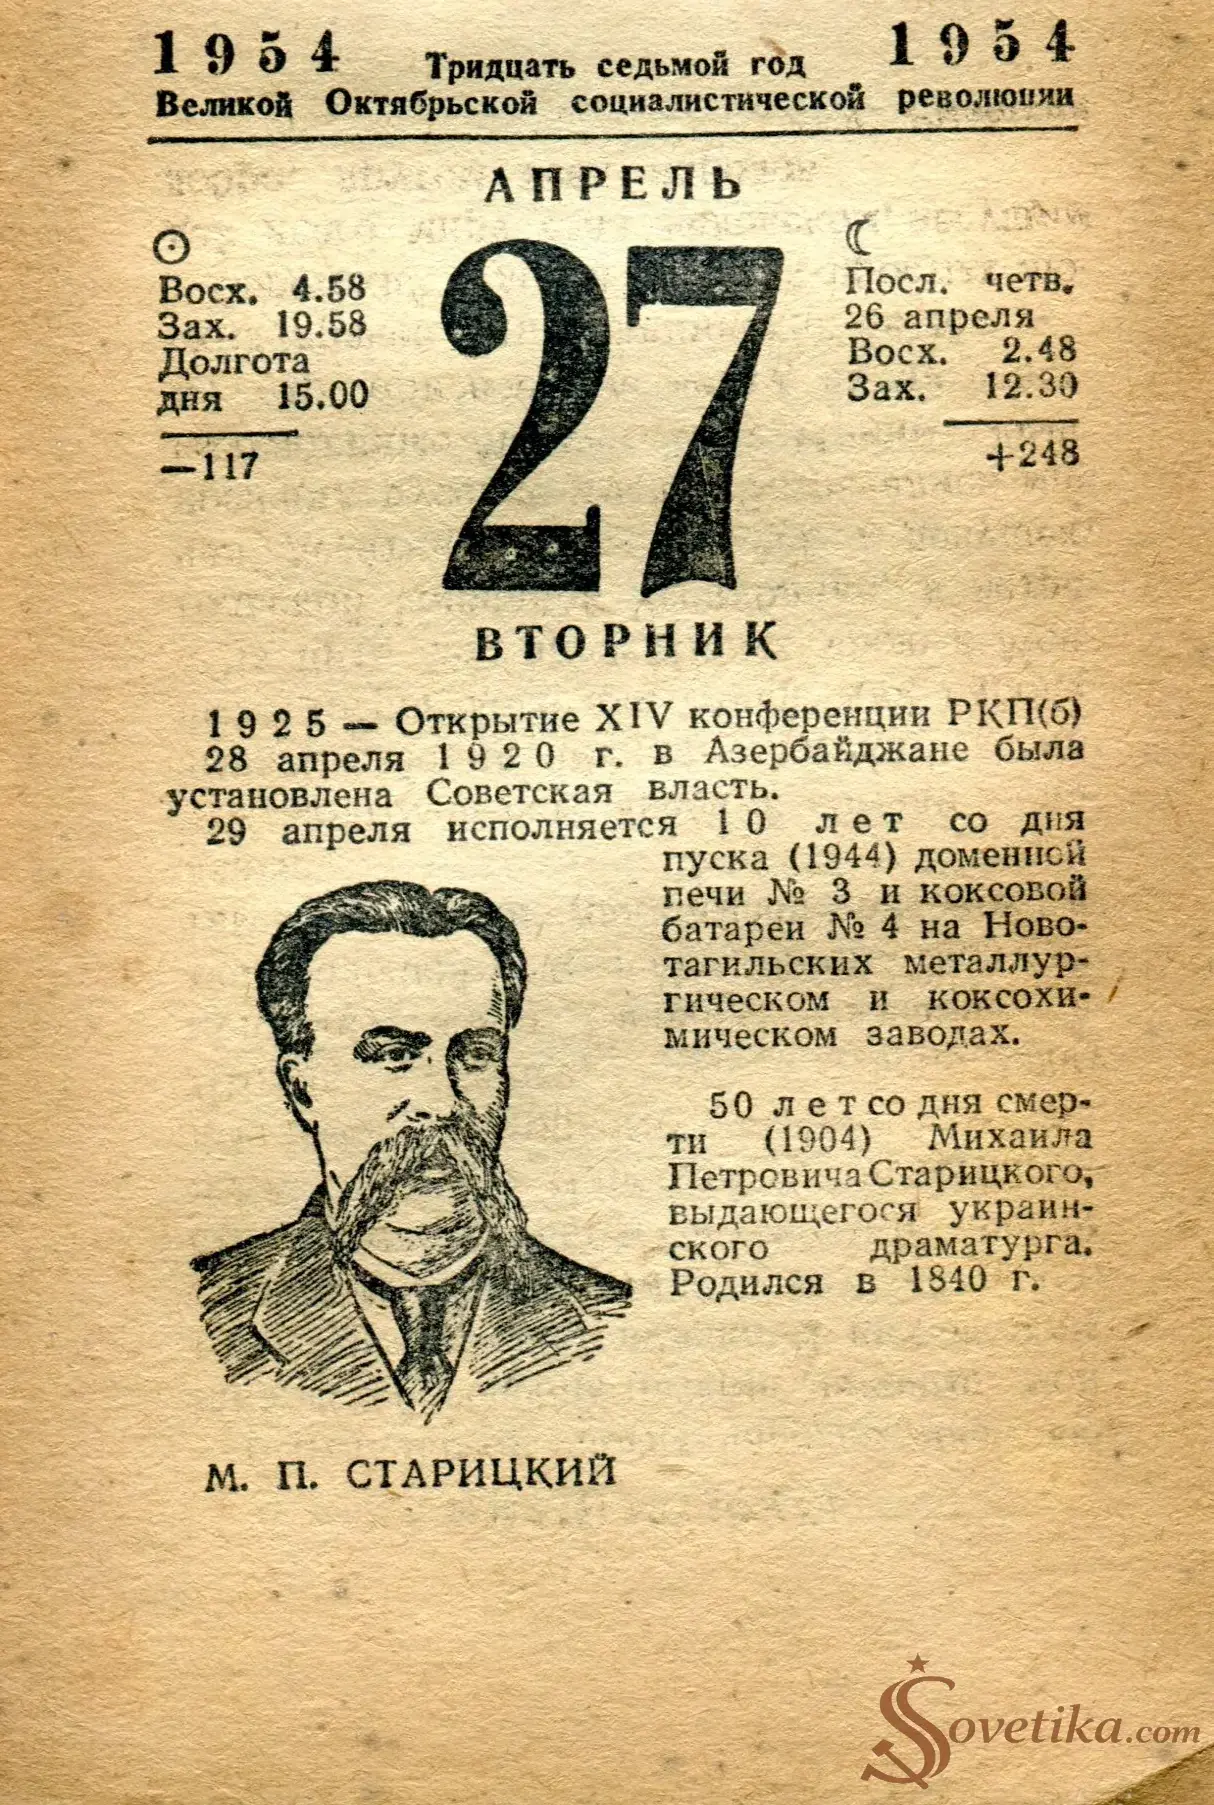 1954 Тридцать седьмой год 1954
Великой Октябрьской социалистической революции
АПРЕЛЬ
Восх. 4.58
Зах. 19.58
Долгота
дня 15.00
—117
27
Посл. четв.
26 апреля
Восх. 2.48
Зах. 12.30
+248
ВТОРНИК
1925 — Открытие XIV конференции РКП(б)
28 апреля 1920 г. в Азербайджане была
установлена Советская власть.
29 апреля исполняется 10 лет со дня
пуска (1944) доменной
печи № 3 и коксовой
батареи № 4 на Ново-
тагильских металлур-
гическом и коксохи-
мическом заводах.
50 лет со дня смер-
ти (1904) Михаила
Петровича Старицкого,
выдающегося украин-
ского драматурга.
Родился в 1840 г.
М. П. СТАРИЦКИЙ
Sovetika.com